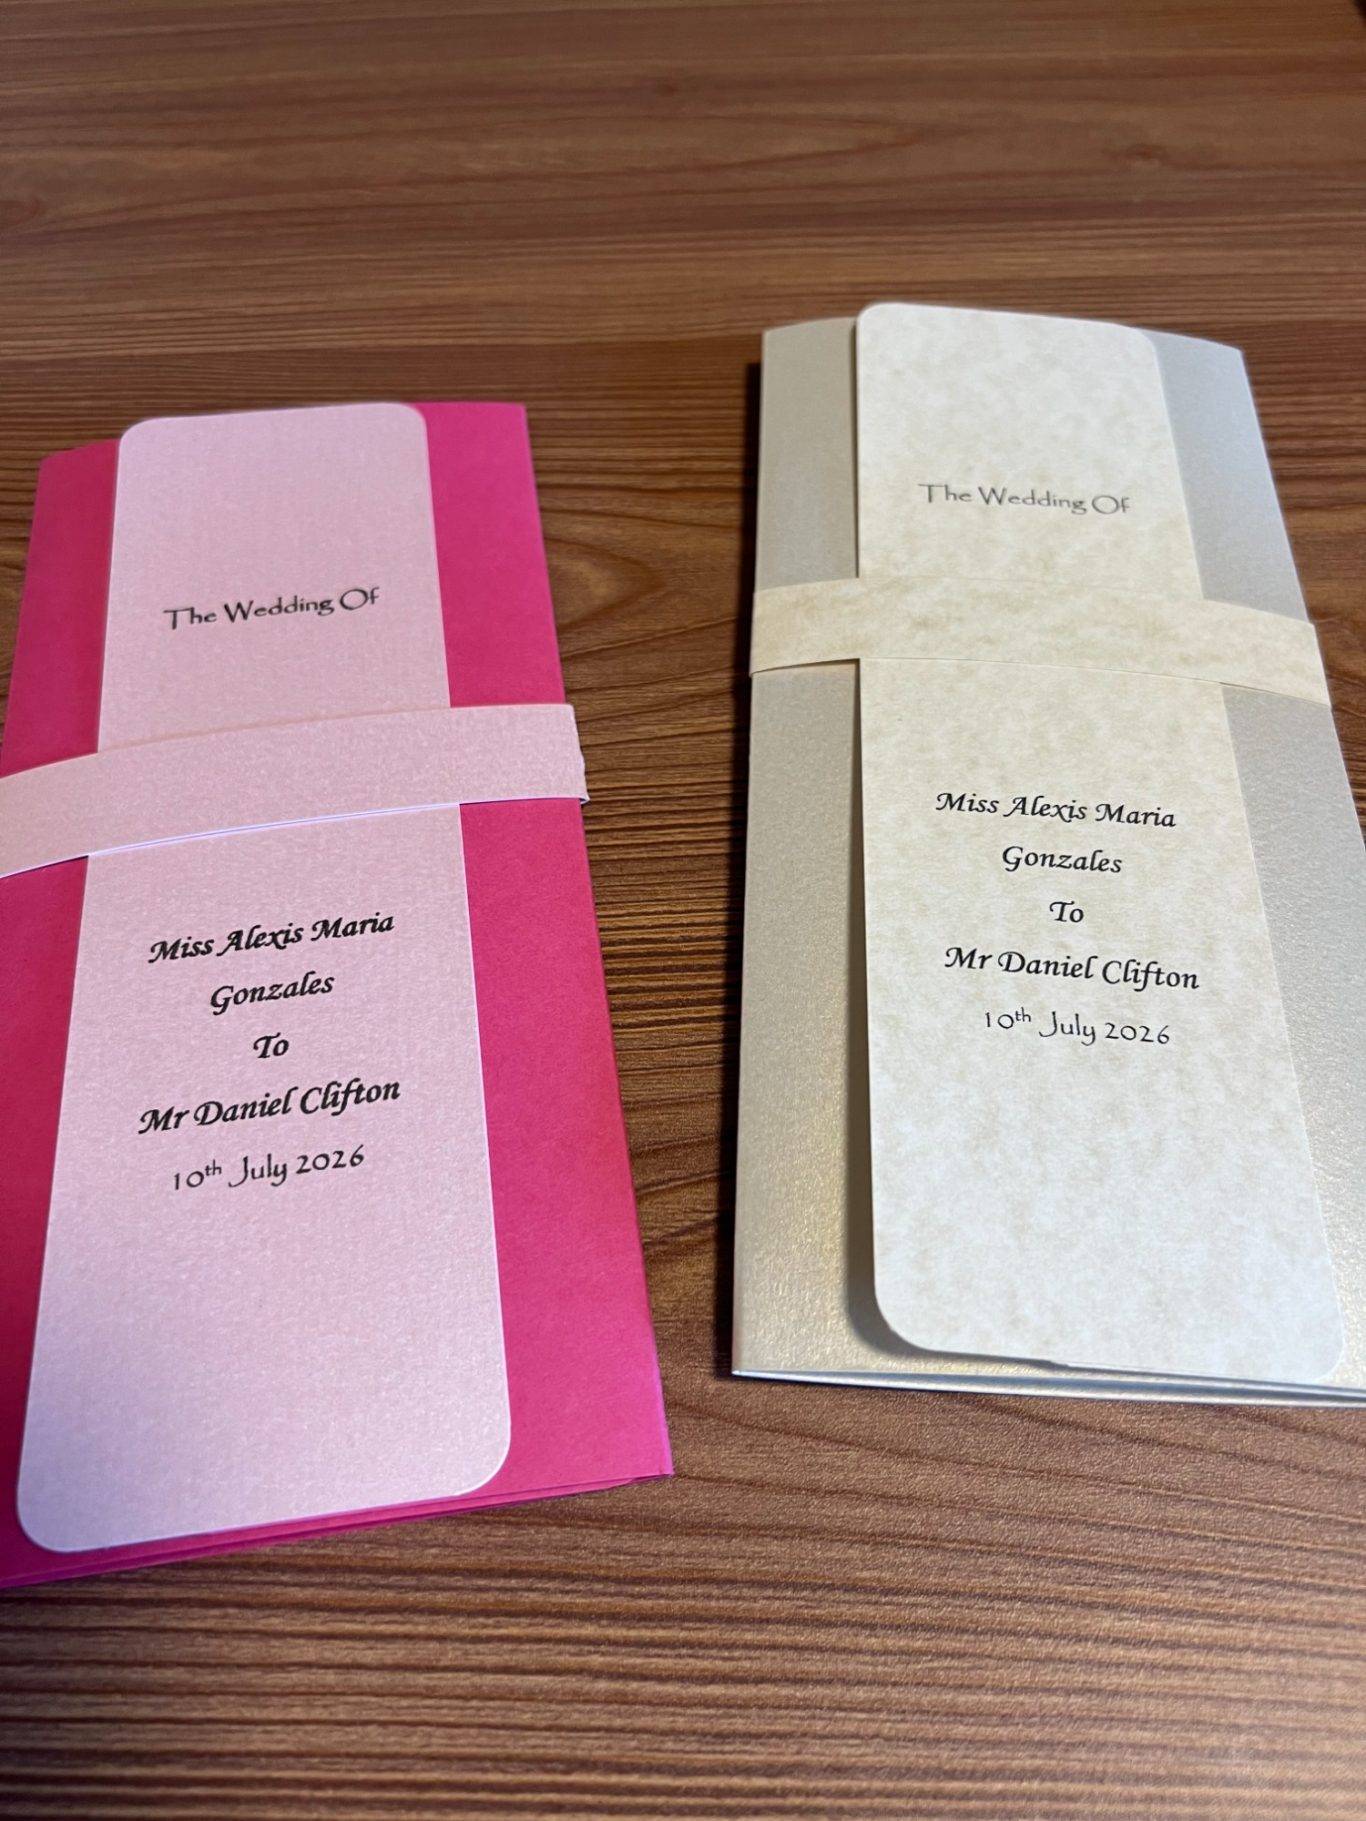 The Wedding Of
Miss Alexis Maria
Gonzales
To
Mr Daniel Clifton
10th July 2026
The Wedding Of
Miss Alexis Maria
Gonzales
To
Mr Daniel Clifton
10th July 2026